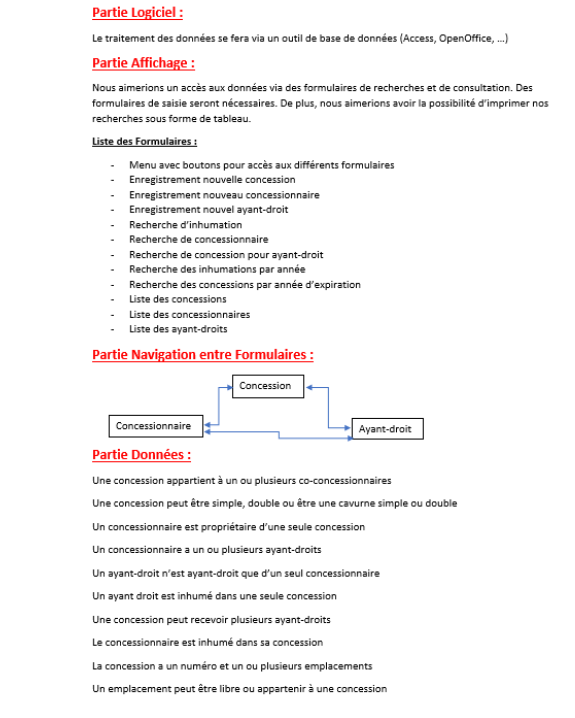 Partie Logiciel :
Le traitement des données se fera via un outil de base de données (Access, OpenOffice, …)
Partie Affichage :
Nous aimerions un accès aux données via des formulaires de recherches et de consultation. Des
formulaires de saisie seront nécessaires. De plus, nous aimerions avoir la possibilité d'imprimer nos
recherches sous forme de tableau.
Liste des Formulaires :
- Menu avec boutons pour accès aux différents formulaires
- Enregistrement nouvelle concession
- Enregistrement nouveau concessionnaire
- Enregistrement nouvel ayant-droit
- Recherche d'inhumation
- Recherche de concessionnaire
- Recherche de concession pour ayant-droit
- Recherche des inhumations par année
- Recherche des concessions par année d'expiration
- Liste des concessions
- Liste des concessionnaires
- Liste des ayant-droits
Partie Navigation entre Formulaires :
Concession
Concessionnaire
Ayant-droit
Partie Données :
Une concession appartient à un ou plusieurs co-concessionnaires
Une concession peut être simple, double ou être une cavurne simple ou double
Un concessionnaire est propriétaire d'une seule concession
Un concessionnaire a un ou plusieurs ayant-droits
Un ayant-droit n'est ayant-droit que d'un seul concessionnaire
Un ayant droit est inhumé dans une seule concession
Une concession peut recevoir plusieurs ayant-droits
Le concessionnaire est inhumé dans sa concession
La concession a un numéro et un ou plusieurs emplacements
Un emplacement peut être libre ou appartenir à une concession